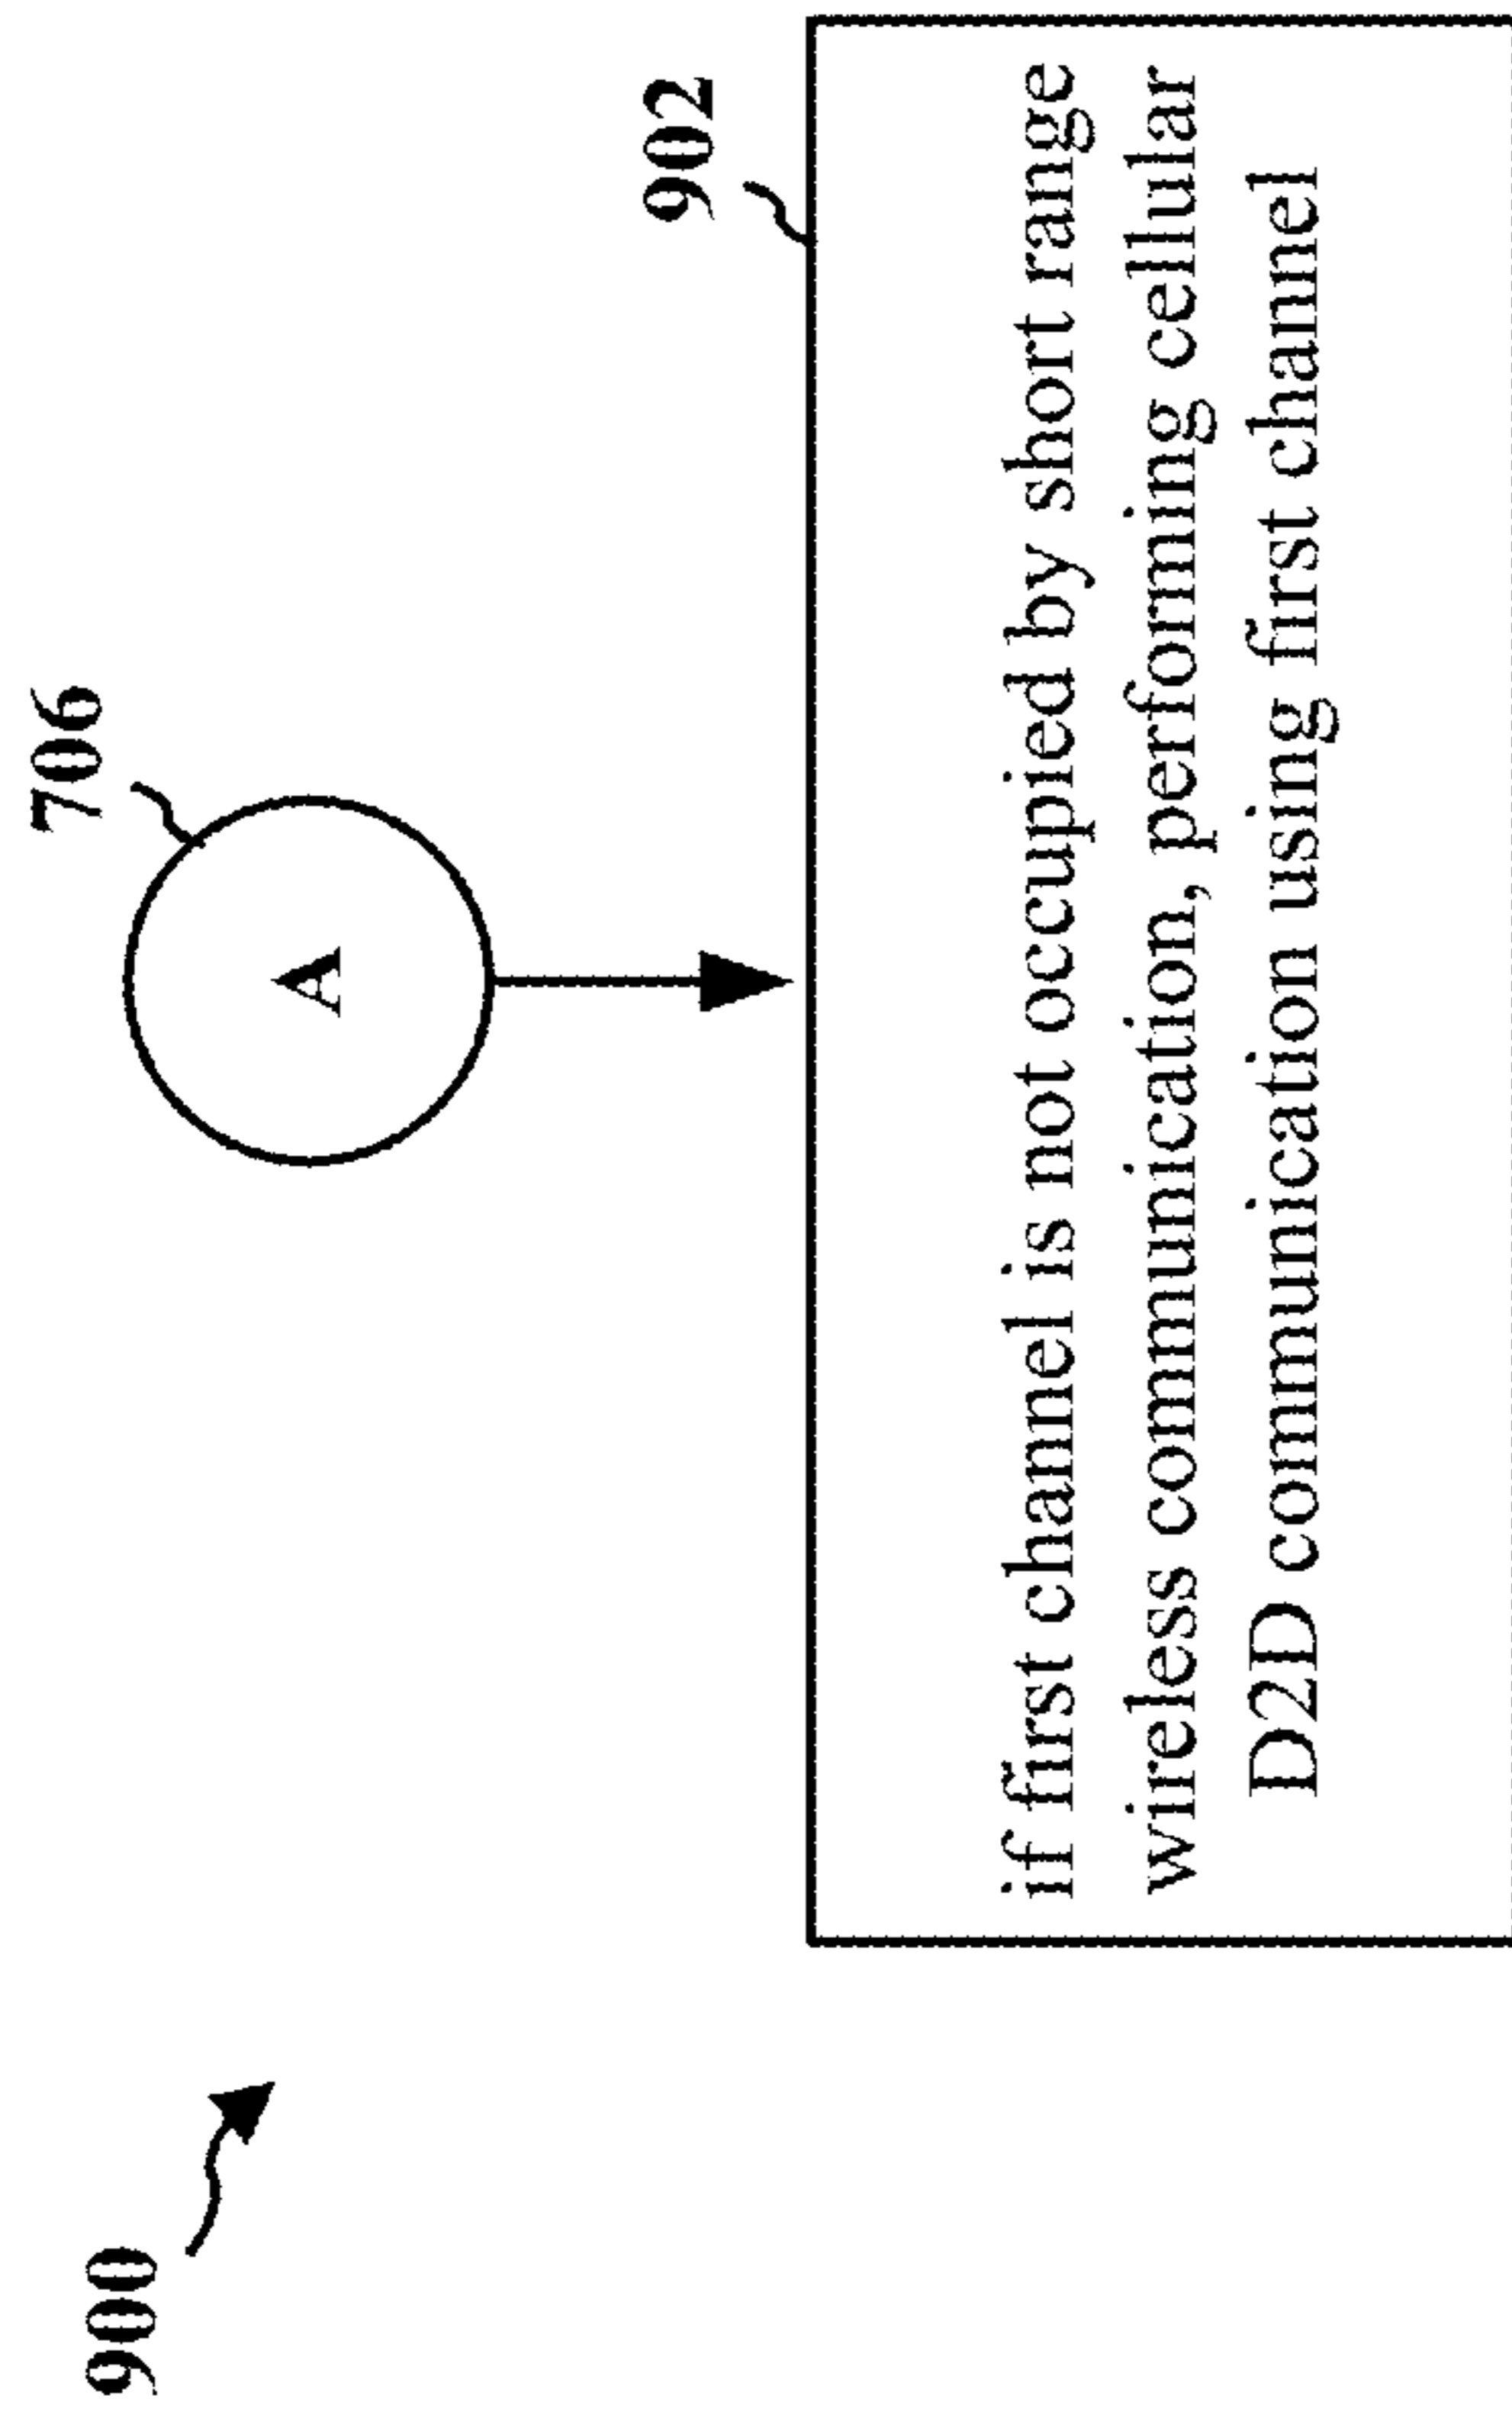 900
706
A
902
if first channel is not occupied by short range
wireless communication, performing cellular
D2D communication using first channel